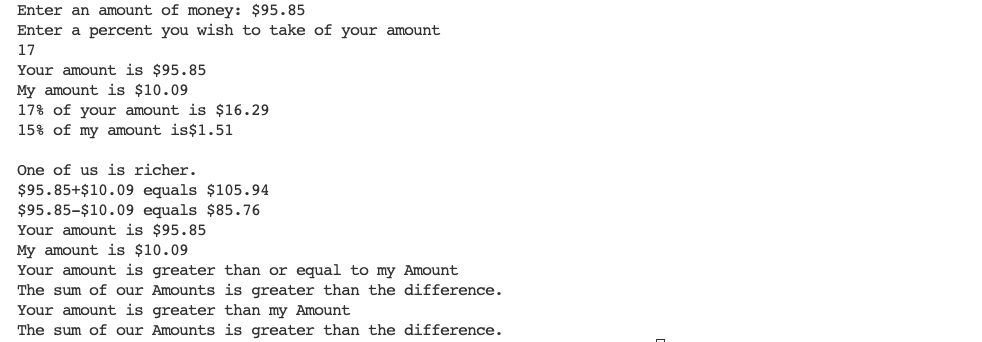 Enter an amount of money: $95.85
Enter a percent you wish to take of your amount
17
Your amount is $95.85
My amount is $10.09
17% of your amount is $16.29
15% of my amount is$1.51
One of us is richer.
$95.85+$10.09 equals $105.94
$95.85-$10.09 equals $85.76
Your amount is $95.85
My amount is $10.09
Your amount is greater than or equal to my Amount
The sum of our Amounts is greater than the difference.
Your amount is greater than my Amount
The sum of our Amounts is greater than the difference.